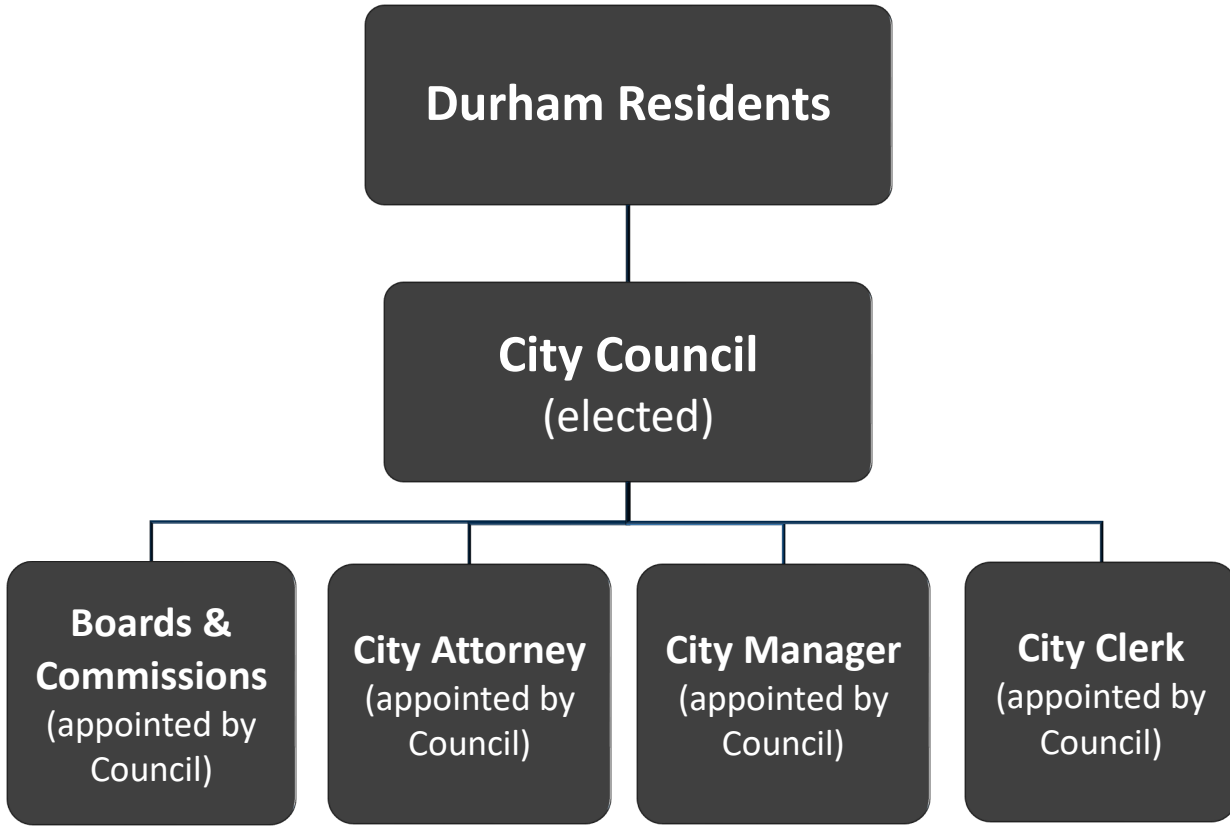 Durham Residents
City Council
(elected)
Boards &
Commissions
(appointed by
Council)
City Attorney
(appointed by
Council)
City Manager
(appointed by
Council)
City Clerk
(appointed by
Council)